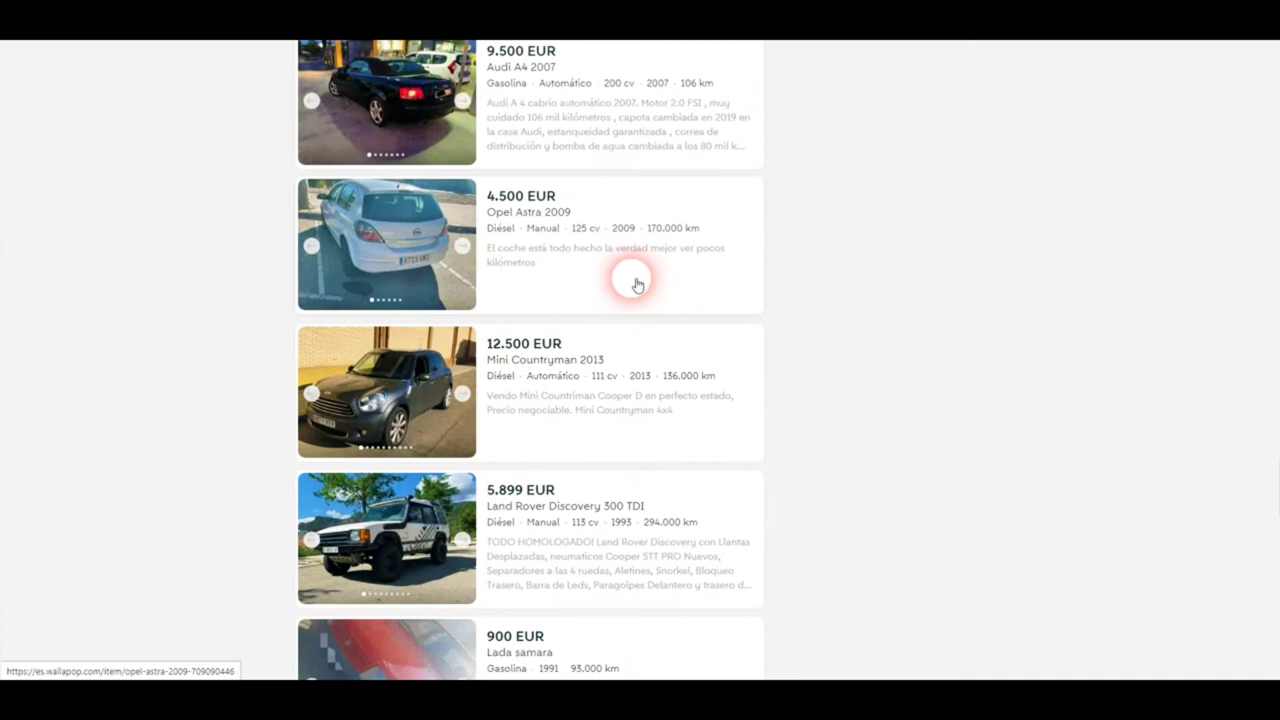 9.500 EUR
Audi A4 2007
Gasolina · Automático · 200 cv · 2007 · 106 km
Audi A 4 cabrio automático 2007. Motor 2.0 FSI , muy
cuidado 106 mil kilómetros , capota cambiada en 2019 en
la casa Audi, estanqueidad garantizada , correa de
distribución y bomba de agua cambiada a los 80 mil k...
4.500 EUR
Opel Astra 2009
Diésel · Manual · 125 cv · 2009 · 170.000 km
El coche está todo hecho la verdad mejor ver pocos
kilómetros
12.500 EUR
Mini Countryman 2013
Diésel · Automático · 111 cv · 2013 · 136.000 km
Vendo Mini Countriman Cooper D en perfecto estado,
Precio negociable. Mini Countryman 4x4
5.899 EUR
Land Rover Discovery 300 TDI
Diésel · Manual · 113 cv · 1993 · 294.000 km
TODO HOMOLOGADO! Land Rover Discovery con Llantas
Desplazadas, neumaticos Cooper STT PRO Nuevos,
Separadores a las 4 ruedas, Aletines, Snorkel, Bloqueo
Trasero, Barra de Leds, Paragolpes Delantero y trasero d...
900 EUR
Lada samara
Gasolina · 1991 93.000 km
https://es.wallapop.com/item/opel-astra-2009-709090446